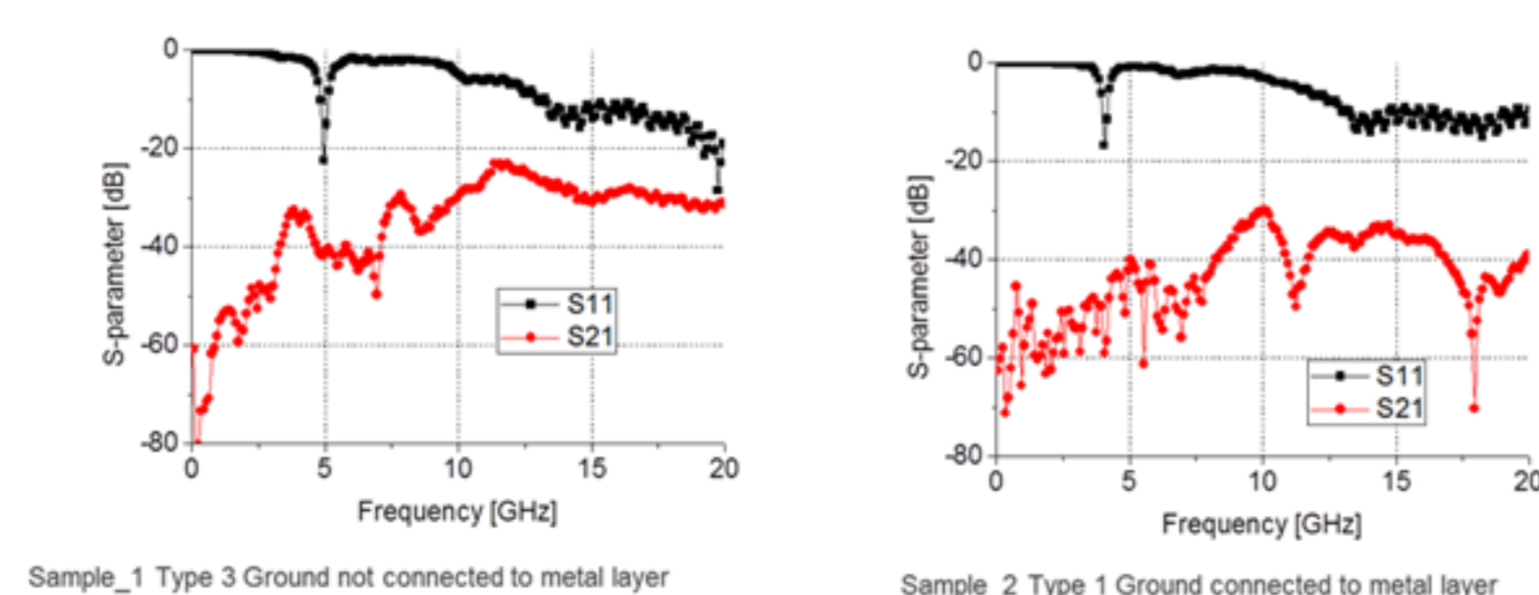 0
-20
-40
-60
-80
S-parameter [dB]
S11
S21
0 5 10 15 20
Frequency [GHz]
Sample_1 Type 3 Ground not connected to metal layer
0
-20
-40
-60
-80
S-parameter [dB]
S11
S21
0 5 10 15 20
Frequency [GHz]
Sample_2 Type 1 Ground connected to metal layer